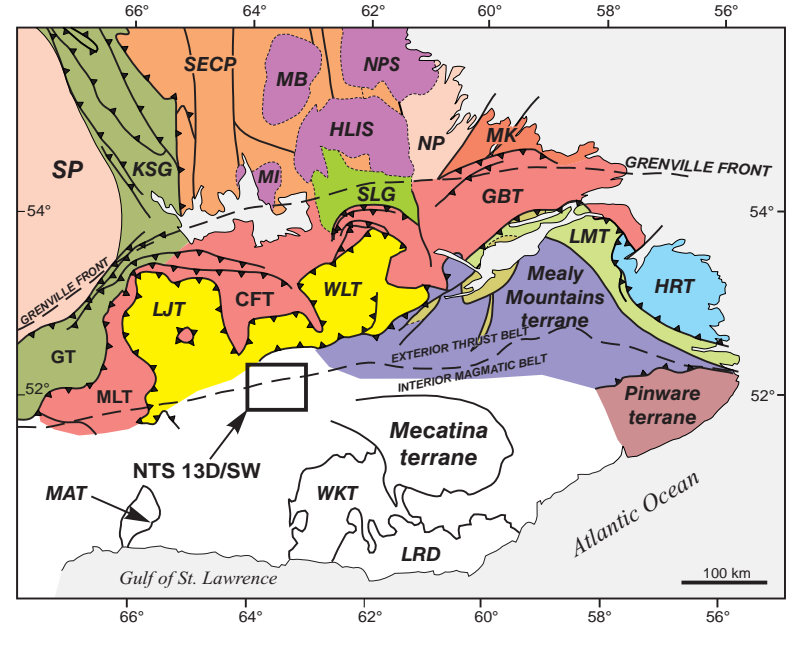 66°
64°
62°
60°
58°
56°
SECP
MB
NPS
HLIS
NP
MK
SP
KSG
MI
GRENVILLE FRONT
SLG
GBT
54°
54°
LMT
GRENVILLE FRONT
Mealy
Mountains
terrane
HRT
LJT
CFT
WLT
GT
EXTERIOR THRUST BELT
INTERIOR MAGMATIC BELT
52°
52°
MLT
Pinware
terrane
Mecatina
terrane
NTS 13D/SW
MAT
WKT
LRD
Atlantic Ocean
Gulf of St. Lawrence
100 km
66°
64°
62°
60°
58°
56°